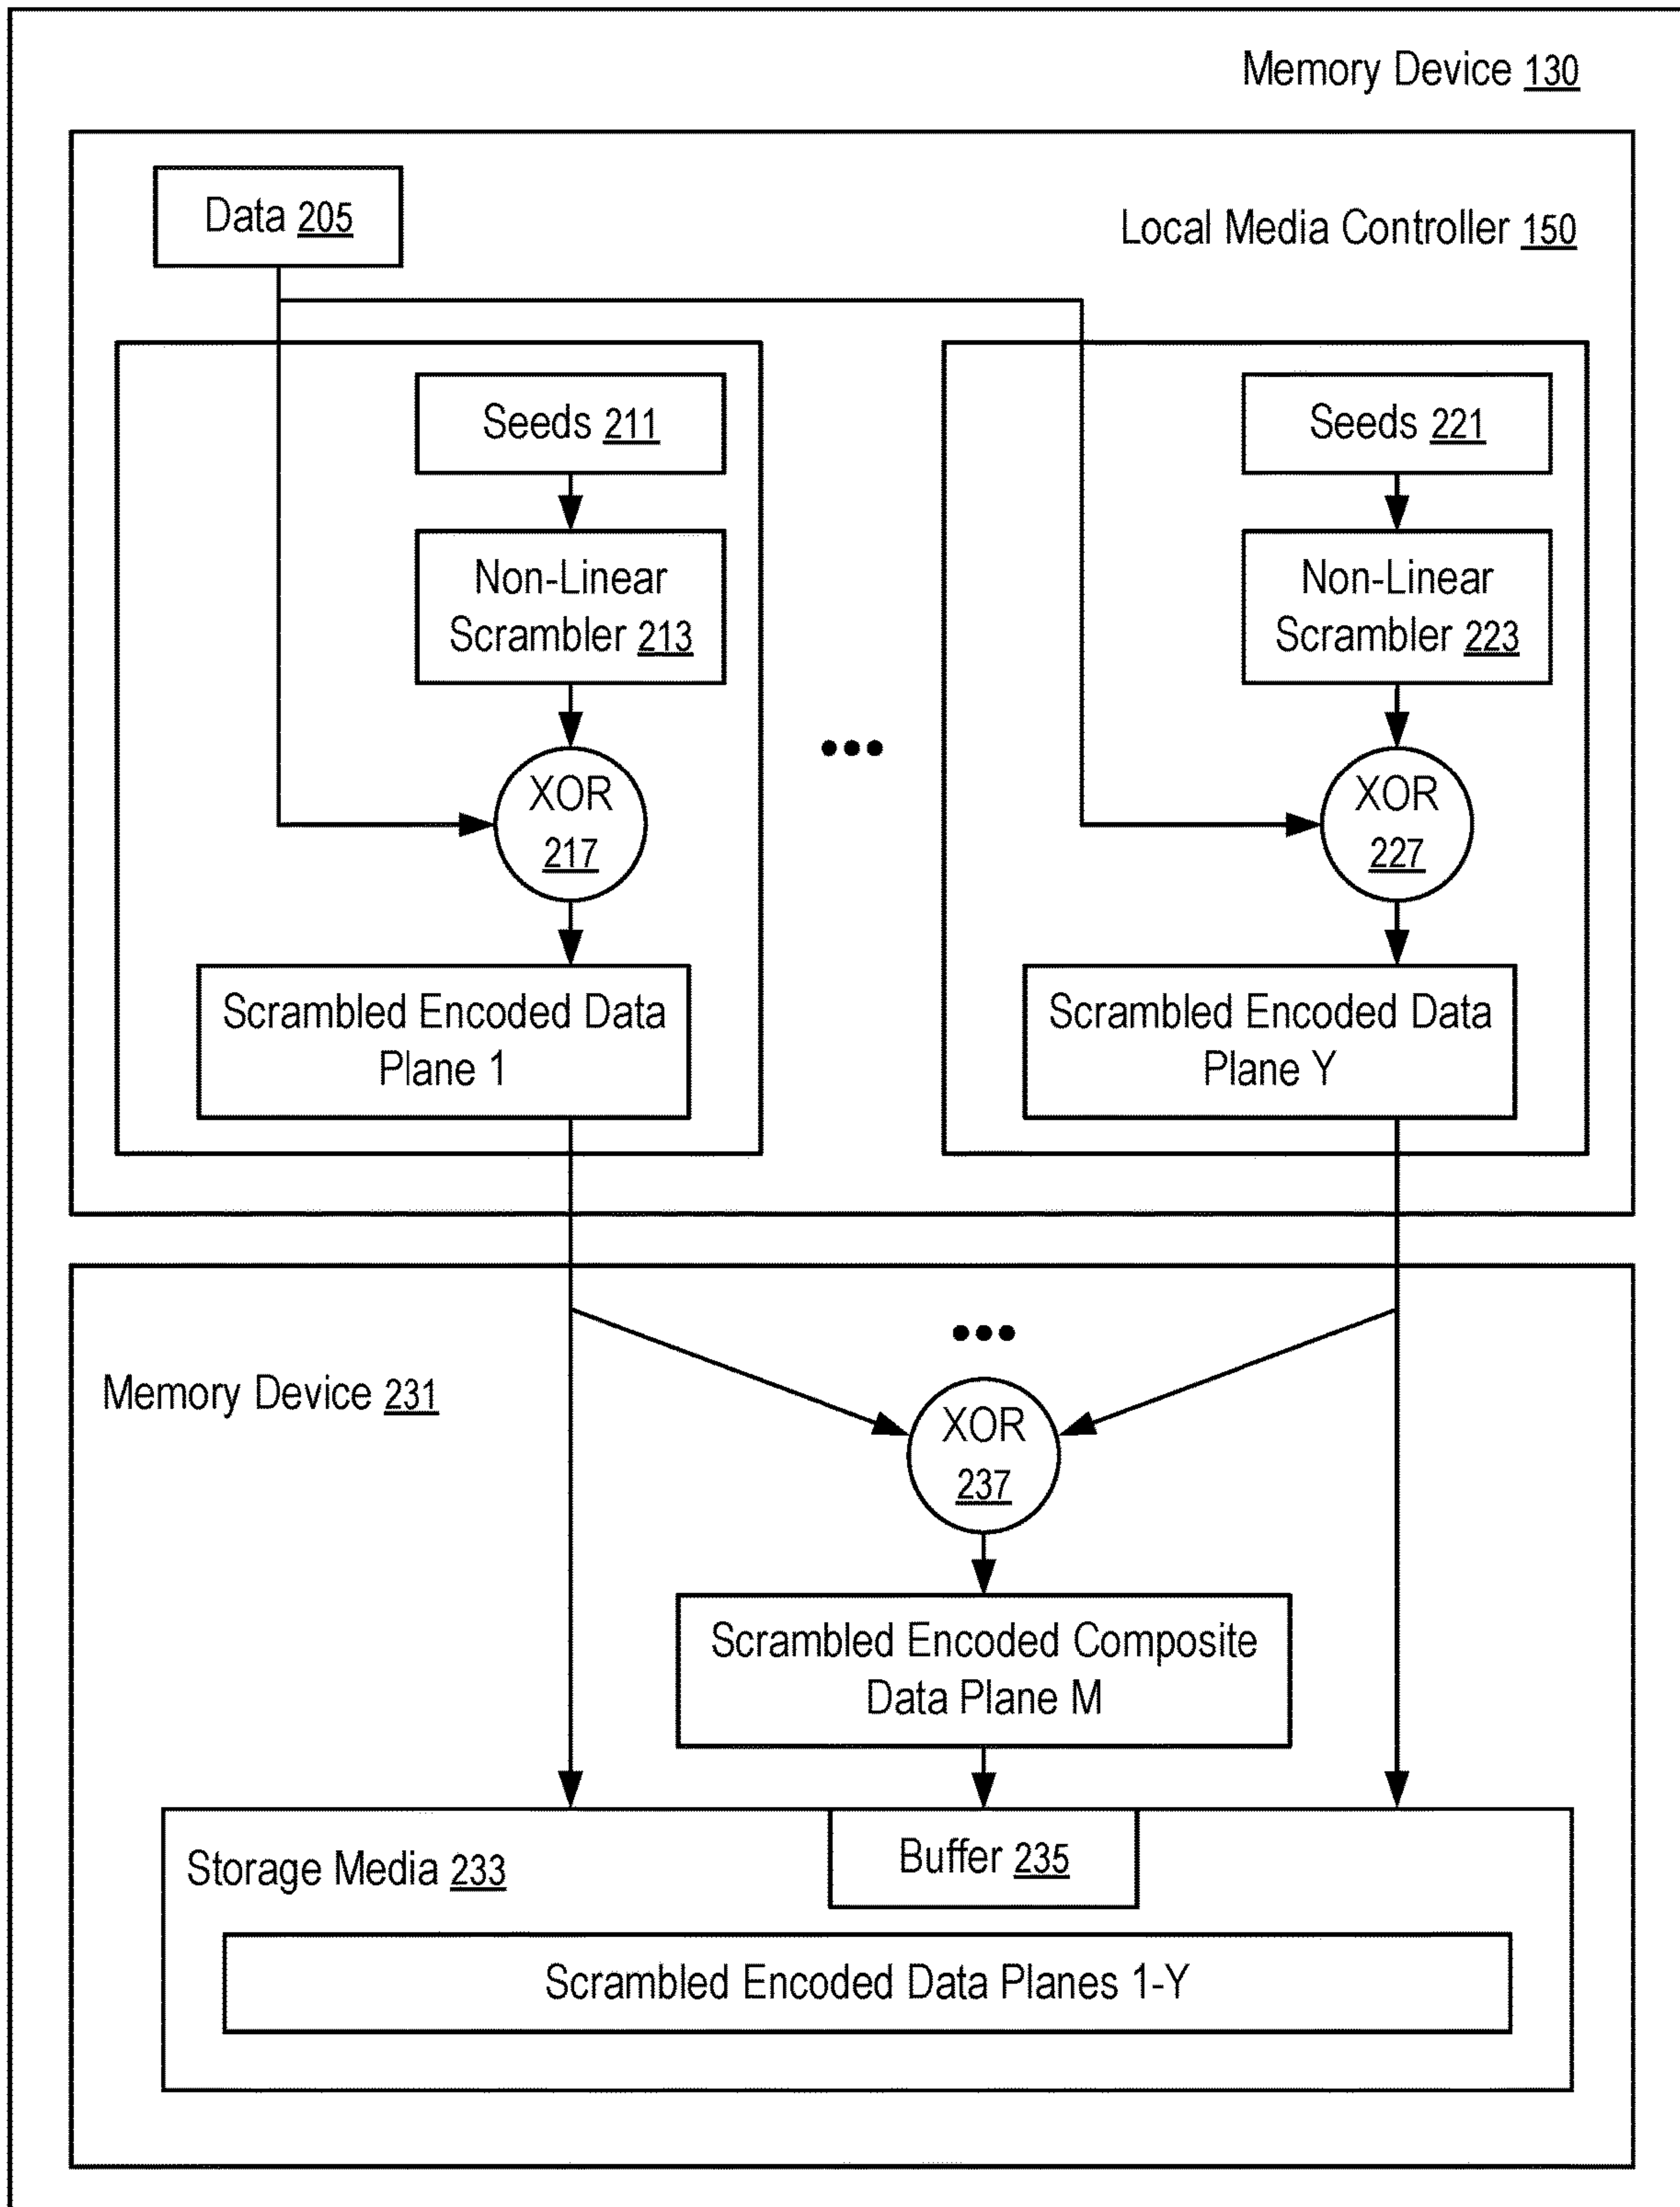 Memory Device 130
Data 205
Local Media Controller 150
Seeds 211
Seeds 221
Non-Linear
Scrambler 213
Non-Linear
Scrambler 223
XOR
217
XOR
227
Scrambled Encoded Data
Plane 1
Scrambled Encoded Data
Plane Y
Memory Device 231
XOR
237
Scrambled Encoded Composite
Data Plane M
Storage Media 233
Buffer 235
Scrambled Encoded Data Planes 1-Y